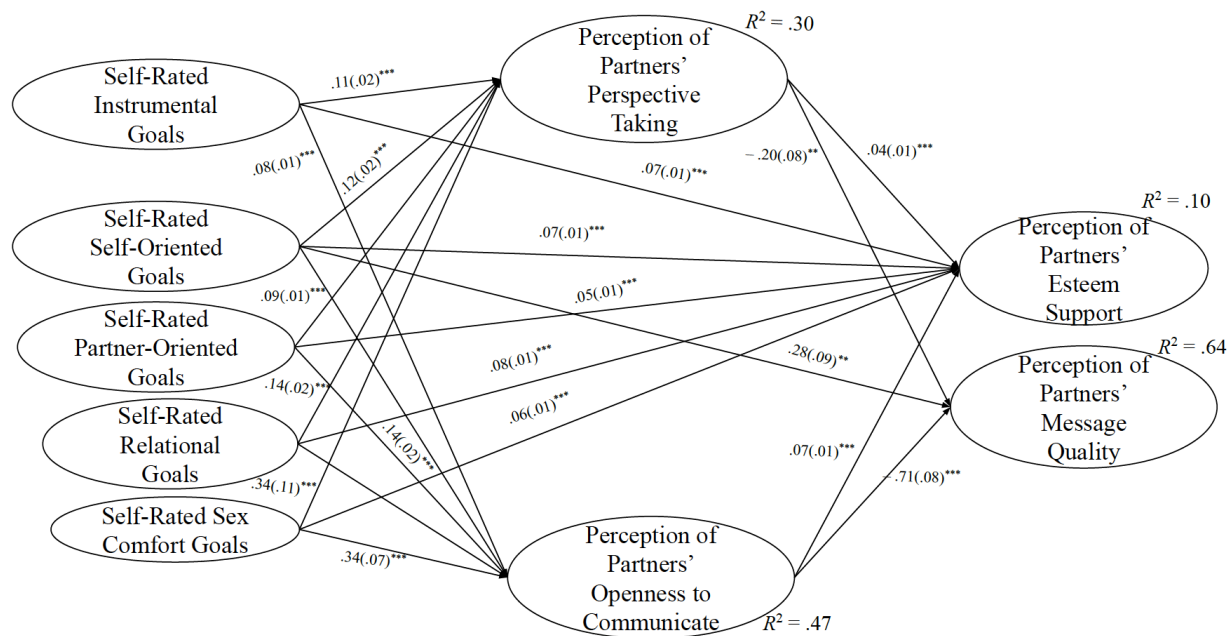 Self-Rated
Instrumental
Goals
Self-Rated
Self-Oriented
Goals
Self-Rated
Partner-Oriented
Goals
Self-Rated
Relational
Goals
Self-Rated Sex
Comfort Goals
Perception of
Partners’
Perspective
Taking
R² = .30
Perception of
Partners’
Openness to
Communicate
R² = .47
Perception of
Partners’
Esteem
Support
R² = .10
Perception of
Partners’
Message
Quality
R² = .64
.11(.02)***
.08(.01)***
.12(.02)***
.07(.01)***
– .20(.08)**
.04(.01)***
.07(.01)***
.09(.01)***
.05(.01)***
.28(.09)**
.08(.01)***
.14(.02)***
.06(.01)***
.14(.02)***
.07(.01)***
– .71(.08)***
.34(.11)***
.34(.07)***